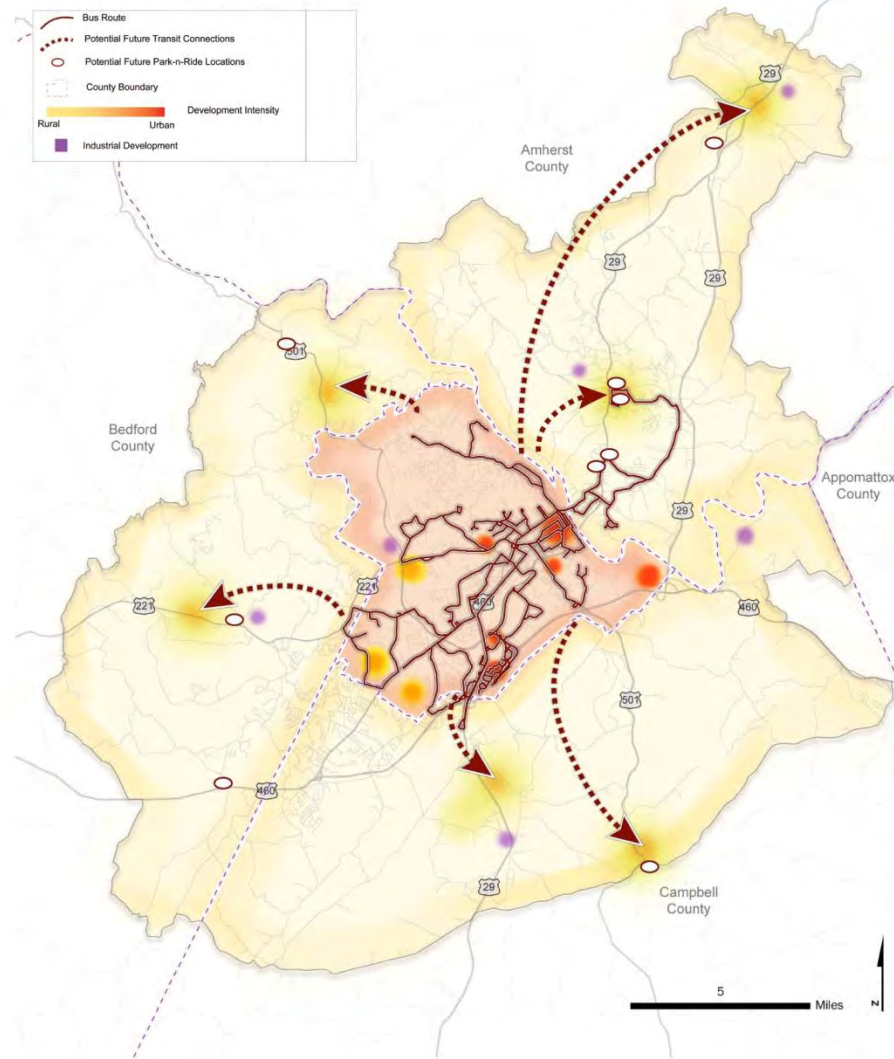 Bus Route
Potential Future Transit Connections
Potential Future Park-n-Ride Locations
County Boundary
Development Intensity
Rural
Urban
Industrial Development
29
Amherst
County
29
29
501
Bedford
County
Appomattox
County
29
221
460
221
460
501
460
29
Campbell
County
5
Miles
N